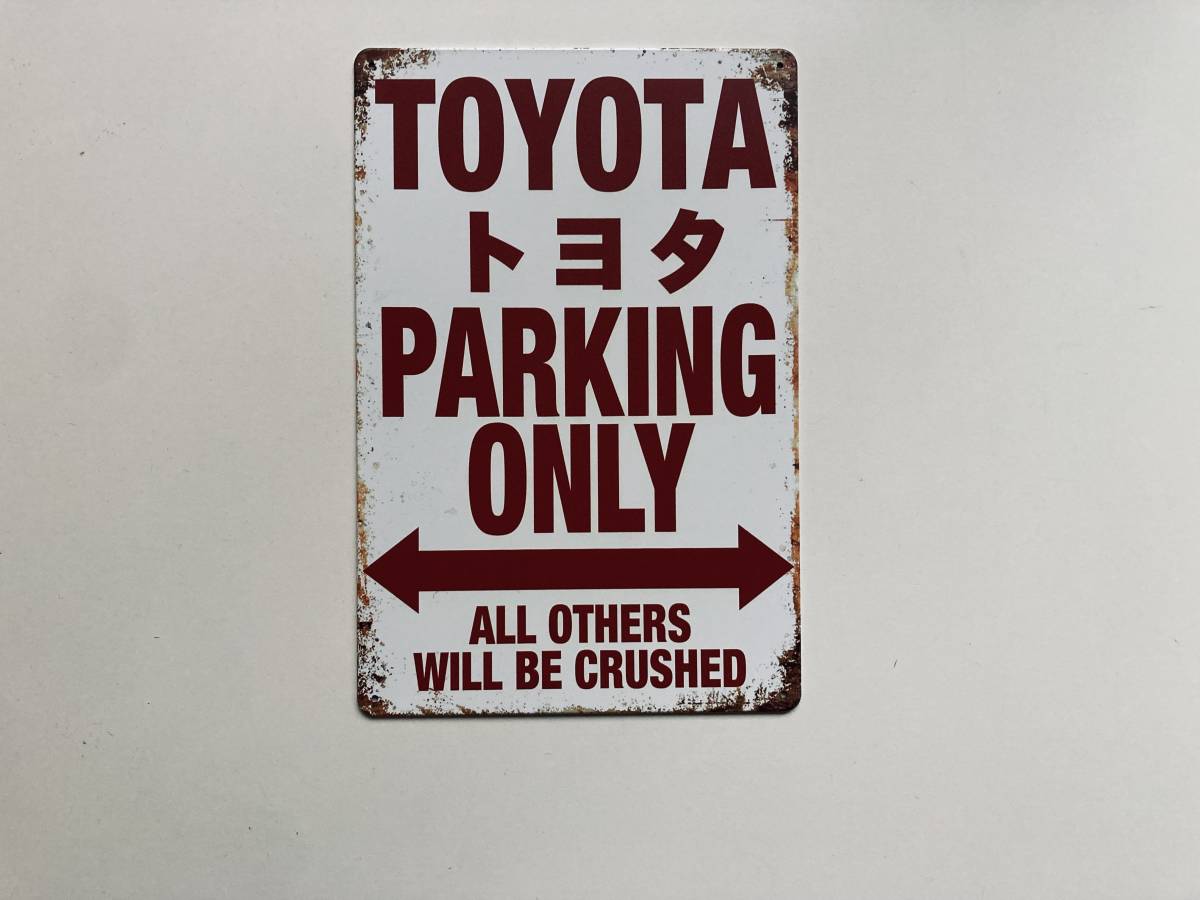 TOYOTA
トヨタ
PARKING
ONLY
ALL OTHERS
WILL BE CRUSHED